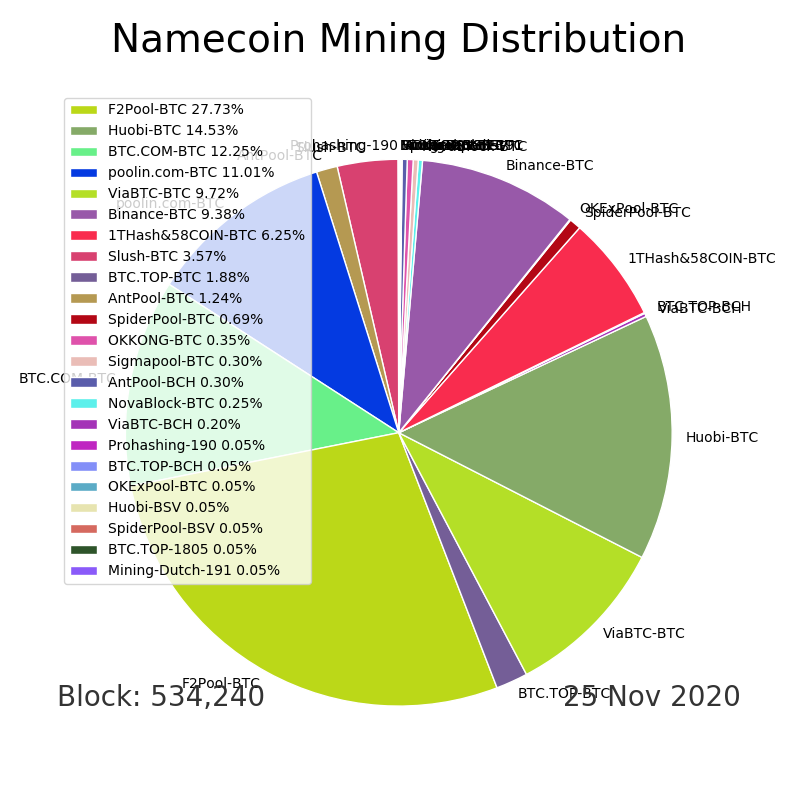 Namecoin Mining Distribution
F2Pool-BTC 27.73%
Huobi-BTC 14.53%
BTC.COM-BTC 12.25%
poolin.com-BTC 11.01%
ViaBTC-BTC 9.72%
Binance-BTC 9.38%
1THash&58COIN-BTC 6.25%
Slush-BTC 3.57%
BTC.TOP-BTC 1.88%
AntPool-BTC 1.24%
SpiderPool-BTC 0.69%
OKKONG-BTC 0.35%
Sigmapool-BTC 0.30%
AntPool-BCH 0.30%
NovaBlock-BTC 0.25%
ViaBTC-BCH 0.20%
Prohashing-190 0.05%
BTC.TOP-BCH 0.05%
OKExPool-BTC 0.05%
Huobi-BSV 0.05%
SpiderPool-BSV 0.05%
BTC.TOP-1805 0.05%
Mining-Dutch-191 0.05%
Prohashing-190
Slush-BTC
AntPool-BTC
poolin.com-BTC
BTC.COM-BTC
F2Pool-BTC
BTC.TOP-BTC
ViaBTC-BTC
Huobi-BTC
ViaBTC-BCH
BTC.TOP-BCH
1THash&58COIN-BTC
SpiderPool-BTC
OKExPool-BTC
Binance-BTC
Block: 534,240
25 Nov 2020